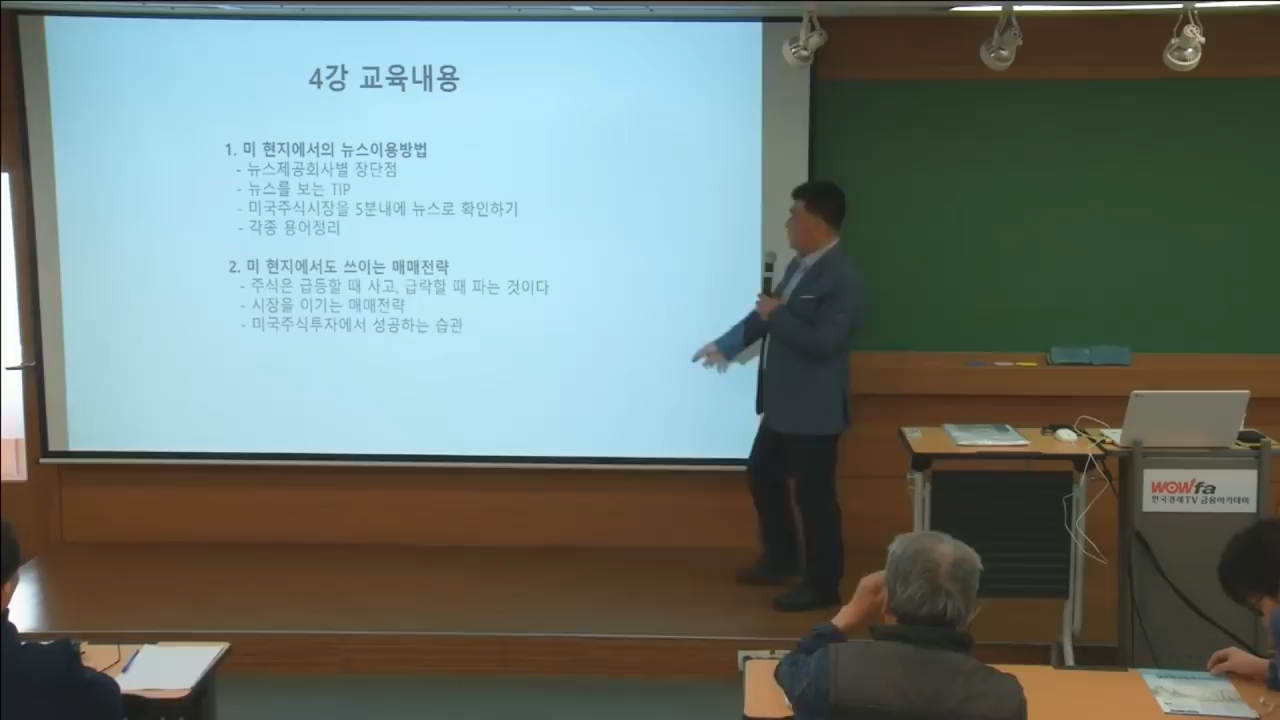 4강 교육내용
1. 미 현지에서의 뉴스이용방법
- 뉴스제공회사별 장단점
- 뉴스를 보는 TIP
- 미국주식시장을 5분내에 뉴스로 확인하기
- 각종 용어정리
2. 미 현지에서도 쓰이는 매매전략
- 주식은 급등할 때 사고, 급락할 때 파는 것이다
- 시장을 이기는 매매전략
- 미국주식투자에서 성공하는 습관
WOWfa
한국경제TV 금융아카데미